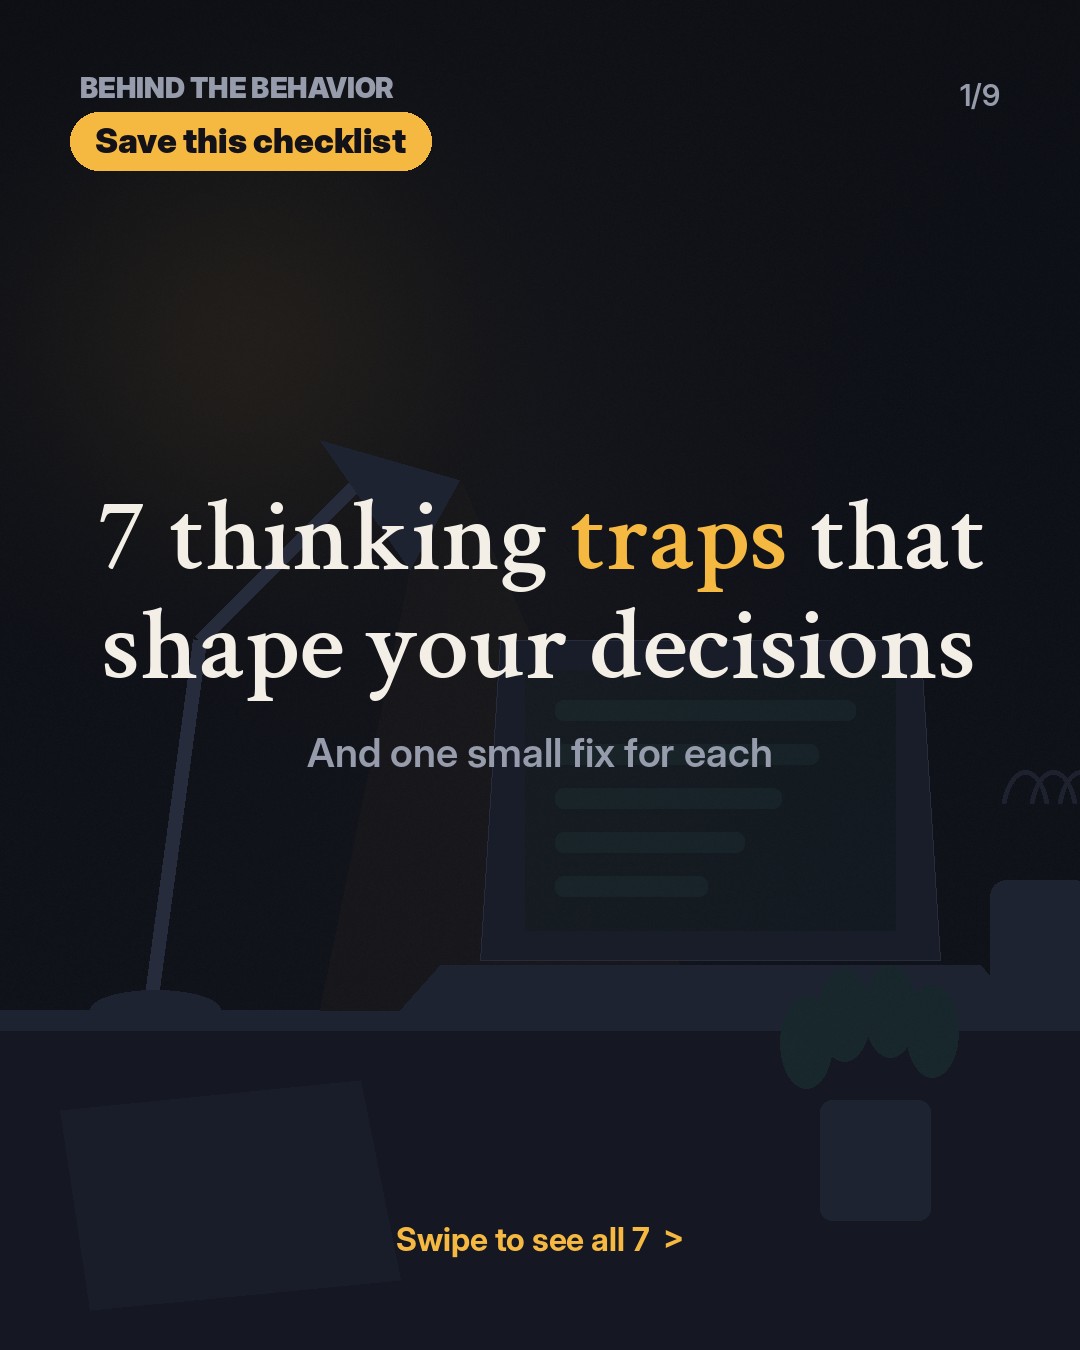 BEHIND THE BEHAVIOR
1/9
Save this checklist
7 thinking traps that
shape your decisions
And one small fix for each
Swipe to see all 7 >